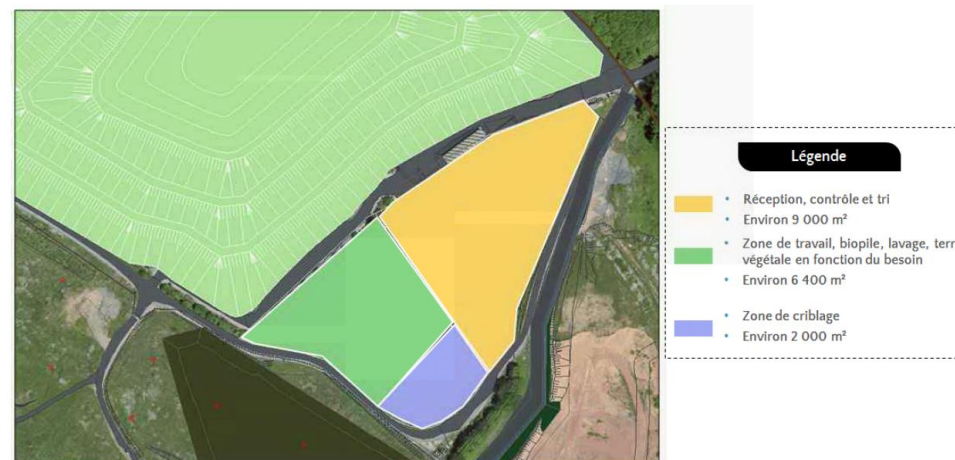 Légende
Réception, contrôle et tri
Environ 9 000 m²
Zone de travail, biopile, lavage, terr
végétale en fonction du besoin
Environ 6 400 m²
Zone de criblage
Environ 2 000 m²